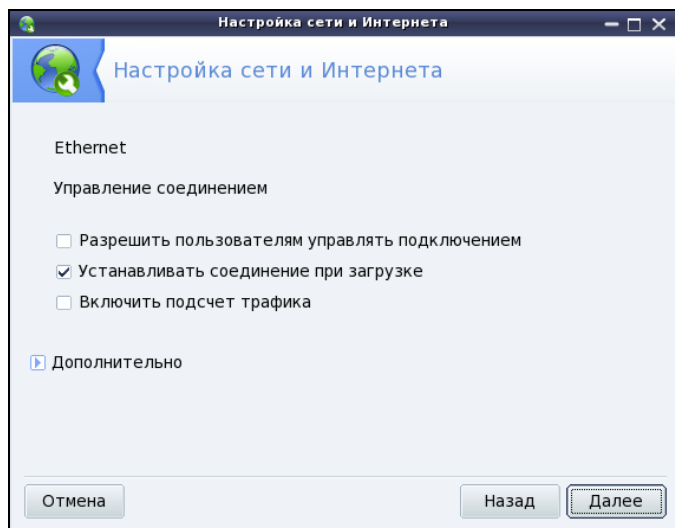 Настройка сети и Интернета
Настройка сети и Интернета
Ethernet
Управление соединением
Разрешить пользователям управлять подключением
Устанавливать соединение при загрузке
Включить подсчет трафика
Дополнительно
Отмена Назад Далее